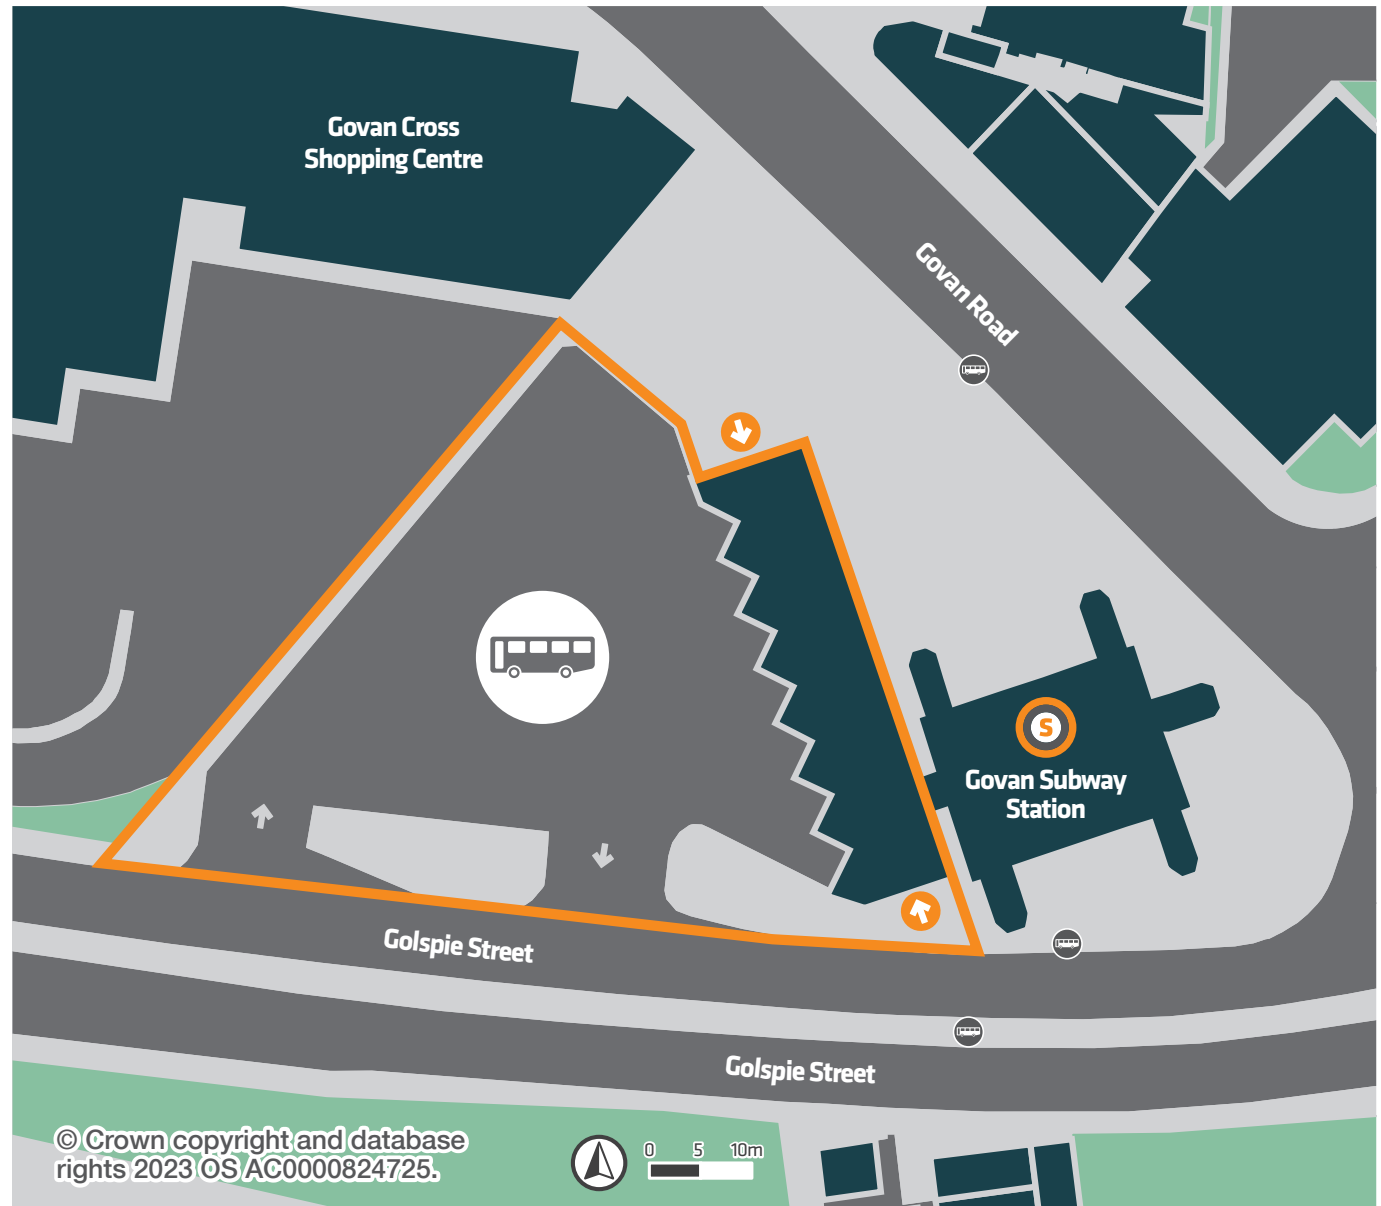 Govan Cross
Shopping Centre
Govan Road
S
Govan Subway
Station
Golspie Street
Golspie Street
© Crown copyright and database
rights 2023 OS AC0000824725.
0 5 10m